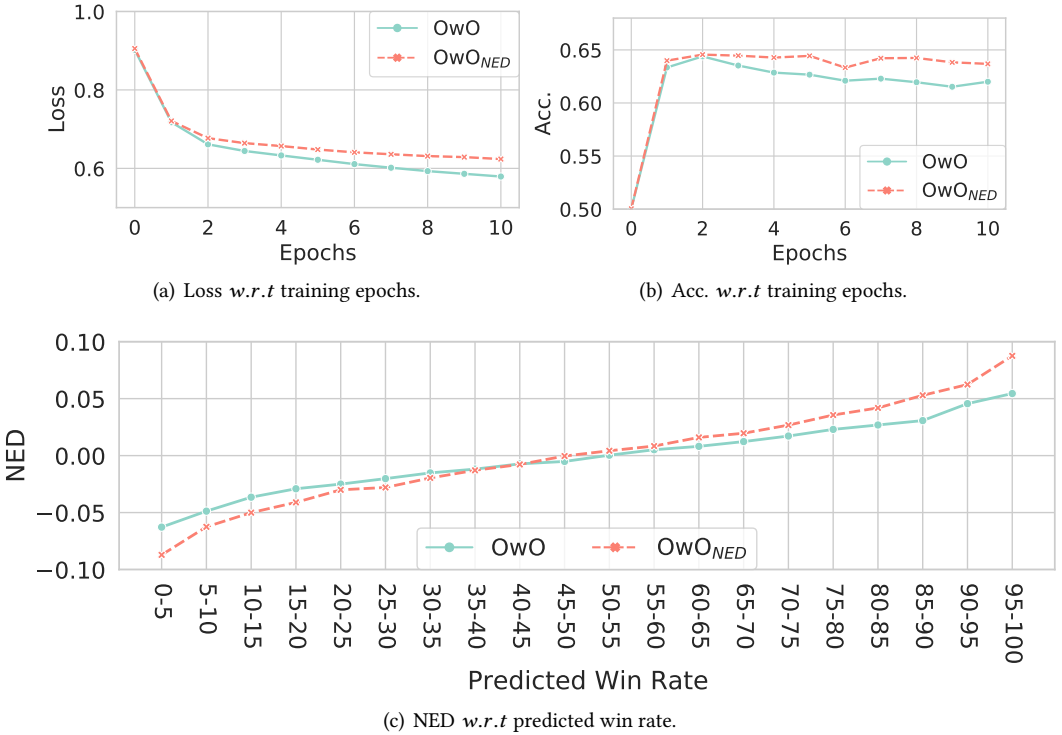 1.0
0.8
0.6
Loss
OwO
OwO_NED
0 2 4 6 8 10
Epochs
(a) Loss w.r.t training epochs.
0.65
0.60
0.55
0.50
Acc.
OwO
OwO_NED
0 2 4 6 8 10
Epochs
(b) Acc. w.r.t training epochs.
0.10
0.05
0.00
−0.05
−0.10
NED
OwO OwO_NED
0-5 5-10 10-15 15-20 20-25 25-30 30-35 35-40 40-45 45-50 50-55 55-60 60-65 65-70 70-75 75-80 80-85 85-90 90-95 95-100
Predicted Win Rate
(c) NED w.r.t predicted win rate.